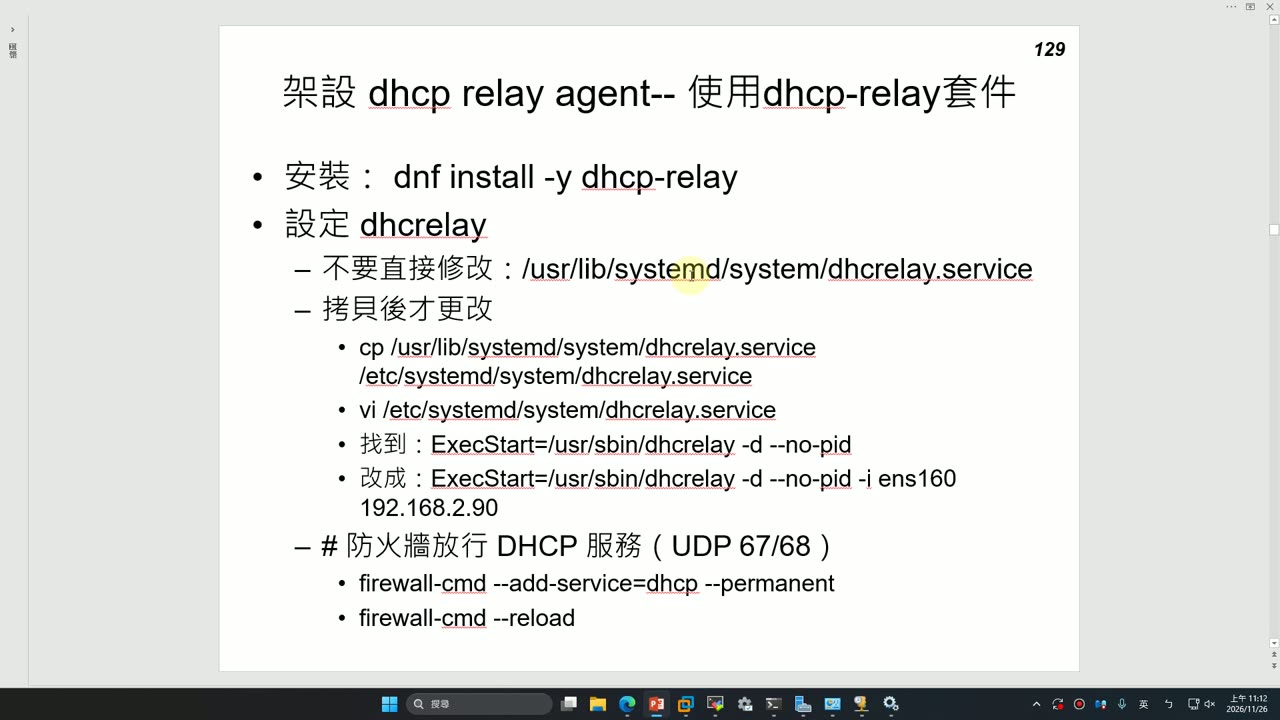 129
架設 dhcp relay agent-- 使用dhcp-relay套件
• 安裝： dnf install -y dhcp-relay
• 設定 dhcrelay
– 不要直接修改：/usr/lib/systemd/system/dhcrelay.service
– 拷貝後才更改
• cp /usr/lib/systemd/system/dhcrelay.service
/etc/systemd/system/dhcrelay.service
• vi /etc/systemd/system/dhcrelay.service
• 找到：ExecStart=/usr/sbin/dhcrelay -d --no-pid
• 改成：ExecStart=/usr/sbin/dhcrelay -d --no-pid -i ens160
192.168.2.90
– # 防火牆放行 DHCP 服務（UDP 67/68）
• firewall-cmd --add-service=dhcp --permanent
• firewall-cmd --reload
搜尋
英
ㄅ
上午 11:12
2026/11/26